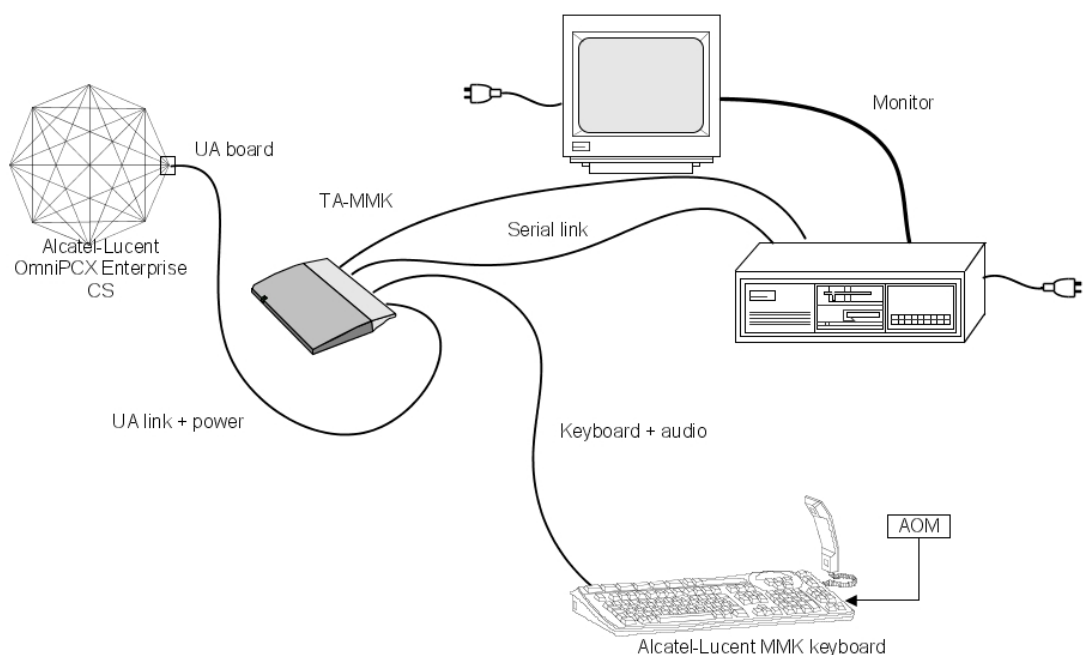 Monitor
UA board
TA-MMK
Serial link
Alcatel-Lucent
OmniPCX Enterprise
CS
UA link + power
Keyboard + audio
AOM
Alcatel-Lucent MMK keyboard